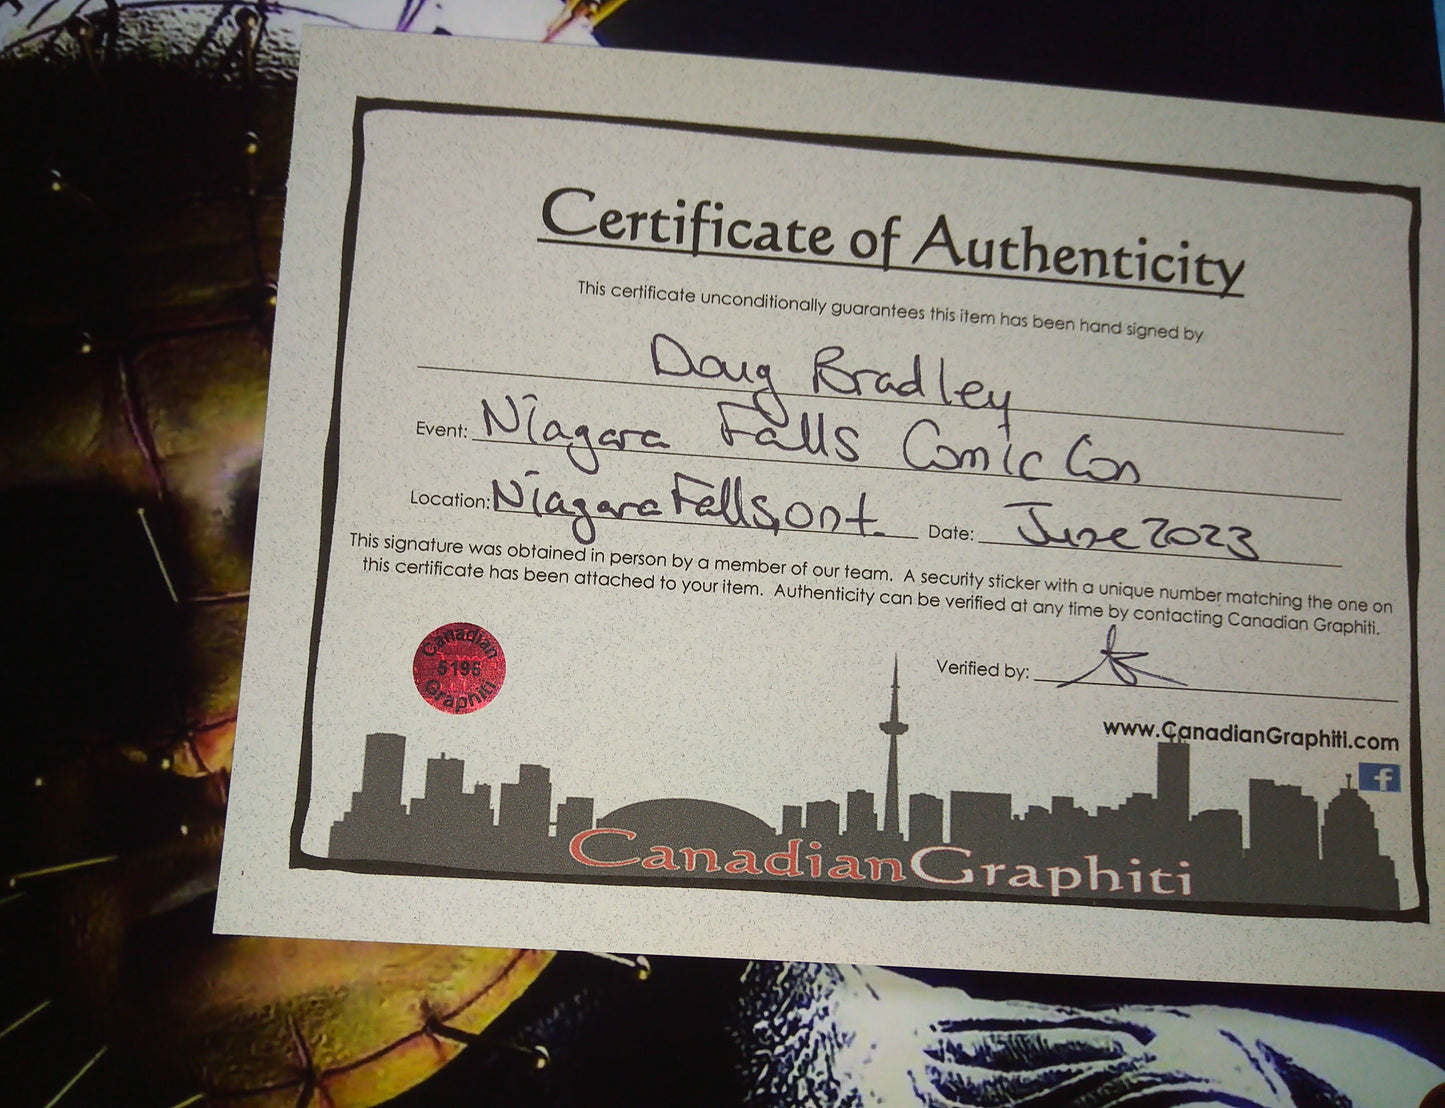 Certificate of Authenticity
This certificate unconditionally guarantees this item has been hand signed by
Doug Bradley
Event: Niagara Falls Comic Con
Location: Niagara Falls, ont. Date: June 2023
This signature was obtained in person by a member of our team. A security sticker with a unique number matching the one on
this certificate has been attached to your item. Authenticity can be verified at any time by contacting Canadian Graphiti.
Canadian
5195
Graphiti
Verified by:
www.CanadianGraphiti.com
f
CanadianGraphiti